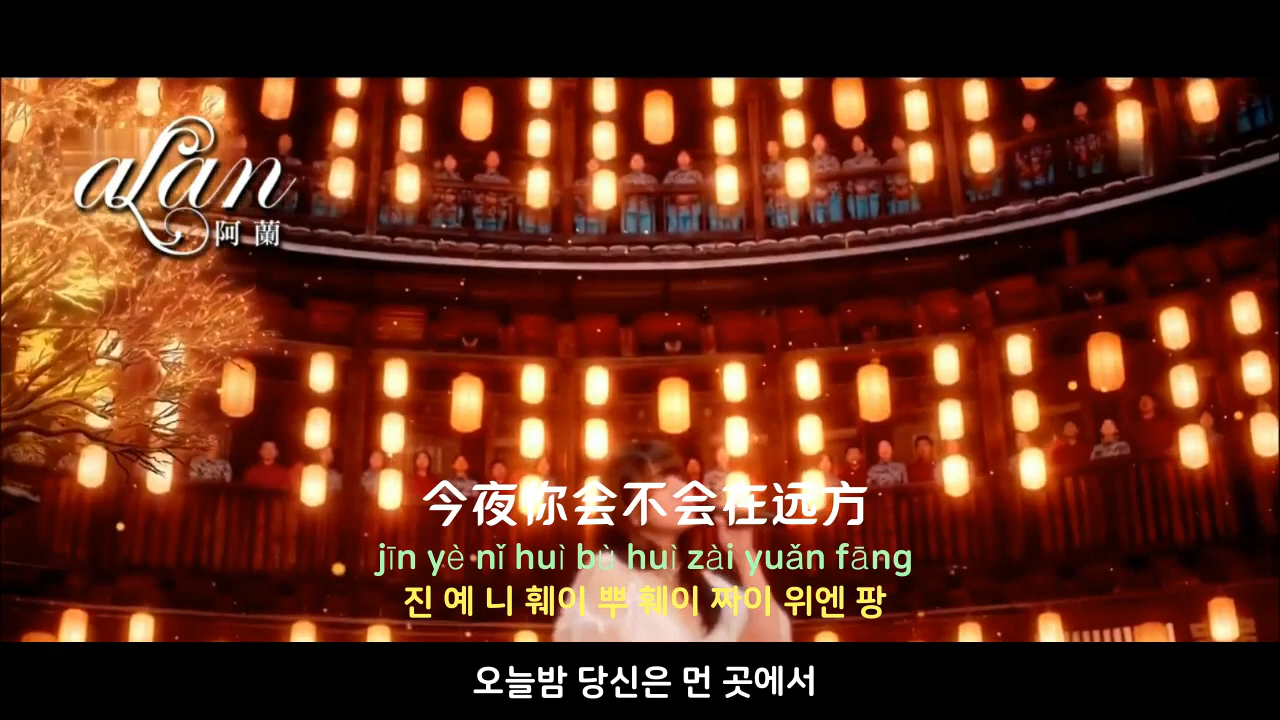 alan
阿蘭
今夜你会不会在远方
jīn yè nǐ huì bù huì zài yuǎn fāng
진 예 니 훼이 뿌 훼이 짜이 위엔 팡
오늘밤 당신은 먼 곳에서